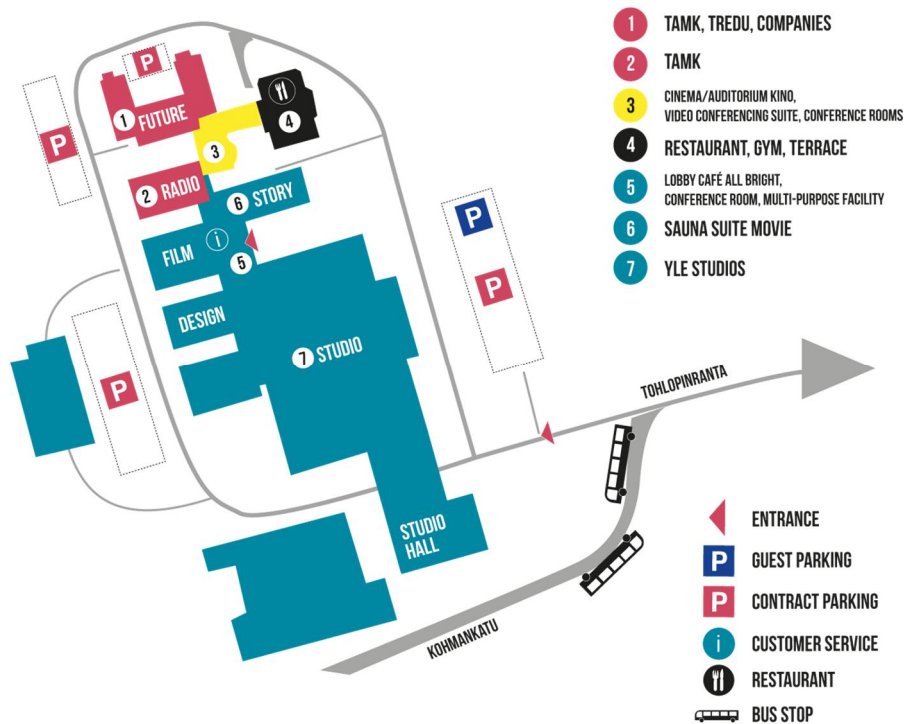 1 TAMK, TREDU, COMPANIES
2 TAMK
3 CINEMA/AUDITORIUM KINO,
VIDEO CONFERENCING SUITE, CONFERENCE ROOMS
4 RESTAURANT, GYM, TERRACE
5 LOBBY CAFÉ ALL BRIGHT,
CONFERENCE ROOM, MULTI-PURPOSE FACILITY
6 SAUNA SUITE MOVIE
7 YLE STUDIOS
P
1 FUTURE
4
P
3
2 RADIO
6 STORY
P
FILM i
5
P
DESIGN
7 STUDIO
P
TOHLOPINRANTA
STUDIO
HALL
KOHMANKATU
ENTRANCE
P GUEST PARKING
P CONTRACT PARKING
i CUSTOMER SERVICE
RESTAURANT
BUS STOP